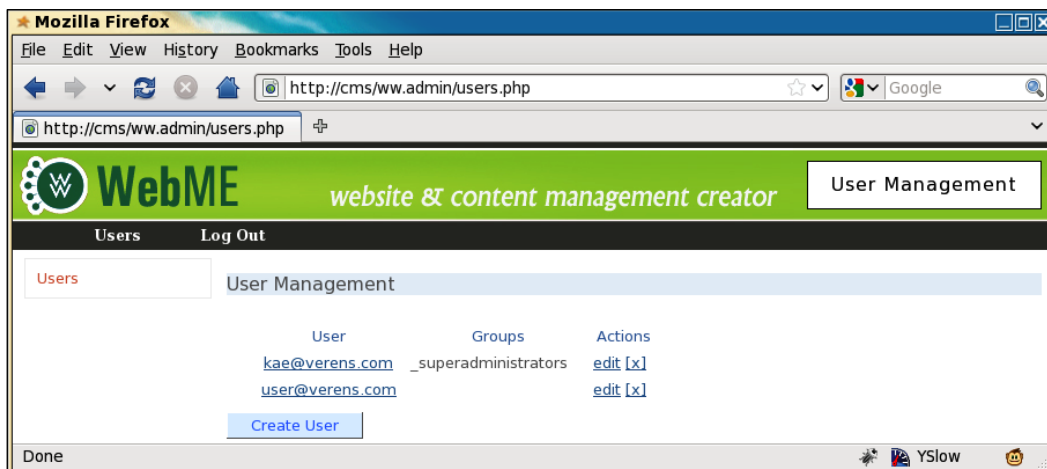 Mozilla Firefox
File Edit View History Bookmarks Tools Help
http://cms/ww.admin/users.php Google
http://cms/ww.admin/users.php
W WebME website & content management creator User Management
Users Log Out
Users
User Management
User Groups Actions
kae@verens.com _superadministrators edit [x]
user@verens.com edit [x]
Create User
Done YSlow